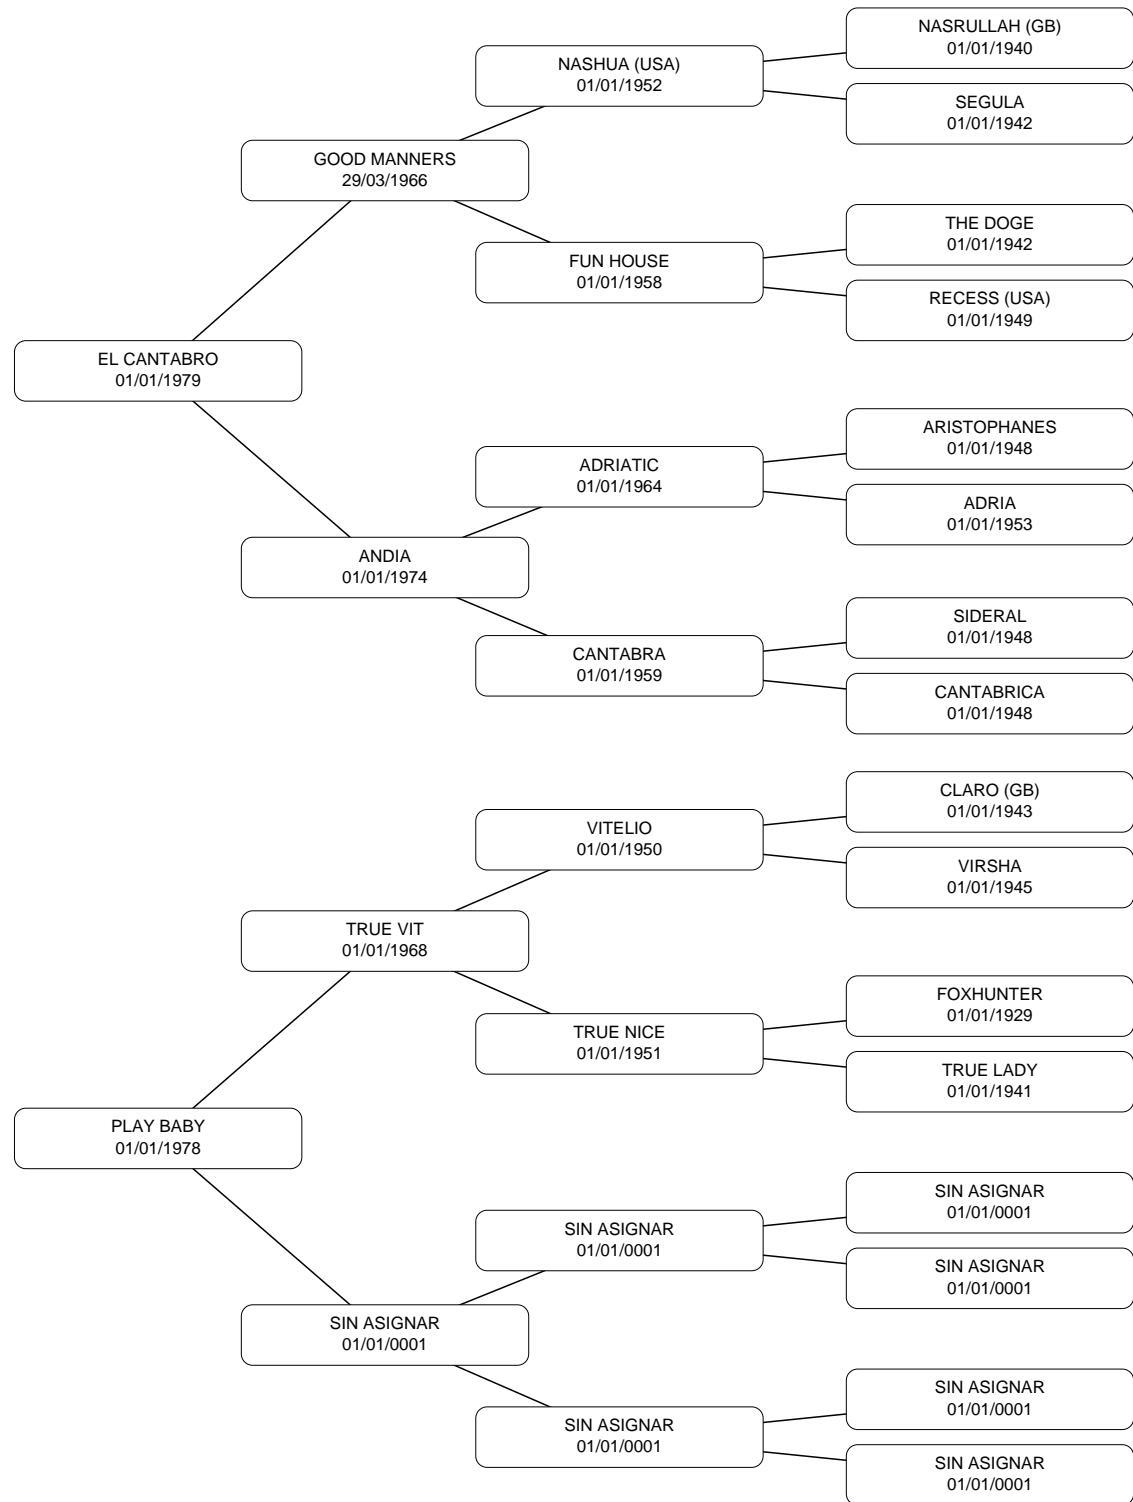 NASRULLAH (GB)
01/01/1940
NASHUA (USA)
01/01/1952
SEGULA
01/01/1942
GOOD MANNERS
29/03/1966
THE DOGE
01/01/1942
FUN HOUSE
01/01/1958
RECESS (USA)
01/01/1949
EL CANTABRO
01/01/1979
ARISTOPHANES
01/01/1948
ADRIATIC
01/01/1964
ADRIA
01/01/1953
ANDIA
01/01/1974
SIDERAL
01/01/1948
CANTABRA
01/01/1959
CANTABRICA
01/01/1948
CLARO (GB)
01/01/1943
VITELIO
01/01/1950
VIRSHA
01/01/1945
TRUE VIT
01/01/1968
FOXHUNTER
01/01/1929
TRUE NICE
01/01/1951
TRUE LADY
01/01/1941
PLAY BABY
01/01/1978
SIN ASIGNAR
01/01/0001
SIN ASIGNAR
01/01/0001
SIN ASIGNAR
01/01/0001
SIN ASIGNAR
01/01/0001
SIN ASIGNAR
01/01/0001
SIN ASIGNAR
01/01/0001
SIN ASIGNAR
01/01/0001